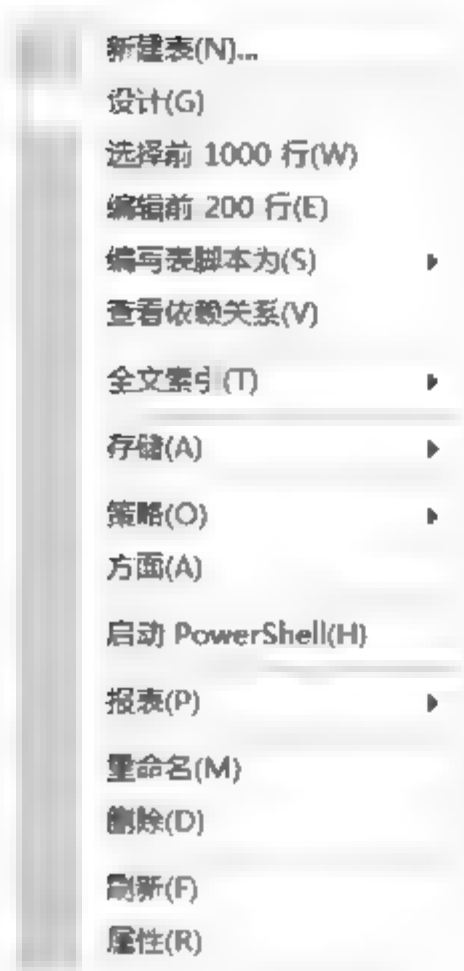 新建表(N)...
设计(G)
选择前 1000 行(W)
编辑前 200 行(E)
编写表脚本为(S)
查看依赖关系(V)
全文索引(T)
存储(A)
策略(O)
方面(A)
启动 PowerShell(H)
报表(P)
重命名(M)
删除(D)
刷新(F)
属性(R)